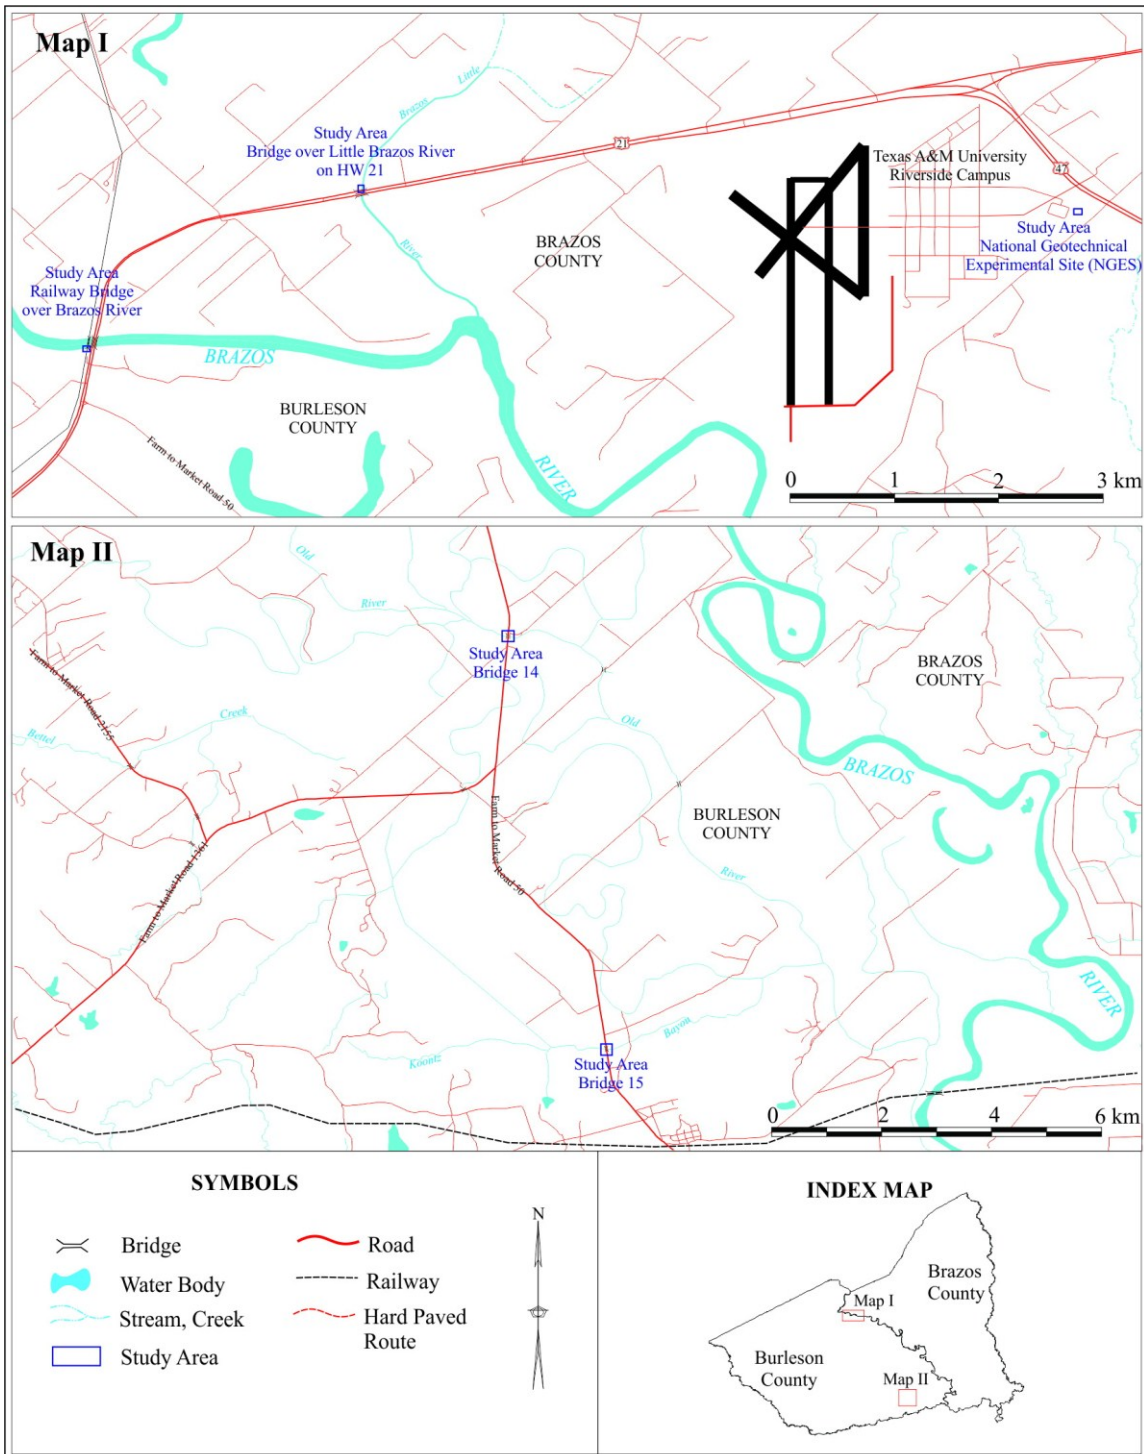 Map I
Little
Brazos
River
Study Area
Bridge over Little Brazos River
on HW 21
21
Texas A&M University
Riverside Campus
47
Study Area
National Geotechnical
Experimental Site (NGES)
BRAZOS
COUNTY
Study Area
Railway Bridge
over Brazos River
BRAZOS
RIVER
BURLESON
COUNTY
Farm to Market Road 50
0 1 2 3 km
Map II
Old
River
Study Area
Bridge 14
BRAZOS
COUNTY
Farm to Market Road 2155
Creek
Bettel
Old
River
BRAZOS
RIVER
BURLESON
COUNTY
Farm to Market Road 50
Farm to Market Road 1361
Koontz
Bayou
Study Area
Bridge 15
0 2 4 6 km
SYMBOLS
Bridge
Water Body
Stream, Creek
Study Area
Road
Railway
Hard Paved
Route
N
INDEX MAP
Brazos
County
Map I
Burleson
County
Map II